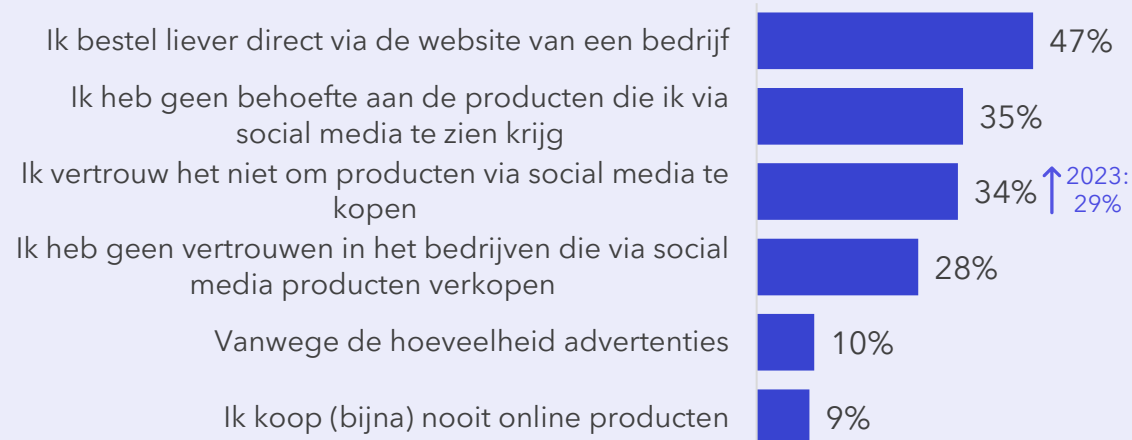 Ik bestel liever direct via de website van een bedrijf
47%
Ik heb geen behoefte aan de producten die ik via
social media te zien krijg
35%
Ik vertrouw het niet om producten via social media te
kopen
34%
2023:
29%
Ik heb geen vertrouwen in het bedrijven die via social
media producten verkopen
28%
Vanwege de hoeveelheid advertenties
10%
Ik koop (bijna) nooit online producten
9%